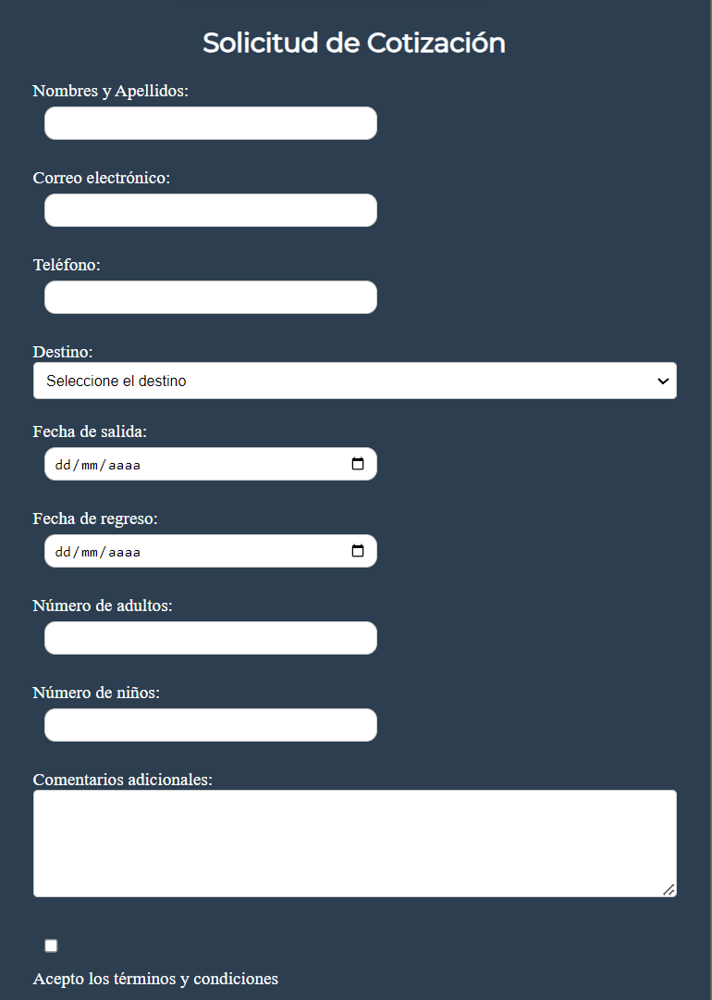 Solicitud de Cotización
Nombres y Apellidos:
Correo electrónico:
Teléfono:
Destino:
Seleccione el destino
Fecha de salida:
dd/mm/aaaa
Fecha de regreso:
dd/mm/aaaa
Número de adultos:
Número de niños:
Comentarios adicionales:
Acepto los términos y condiciones